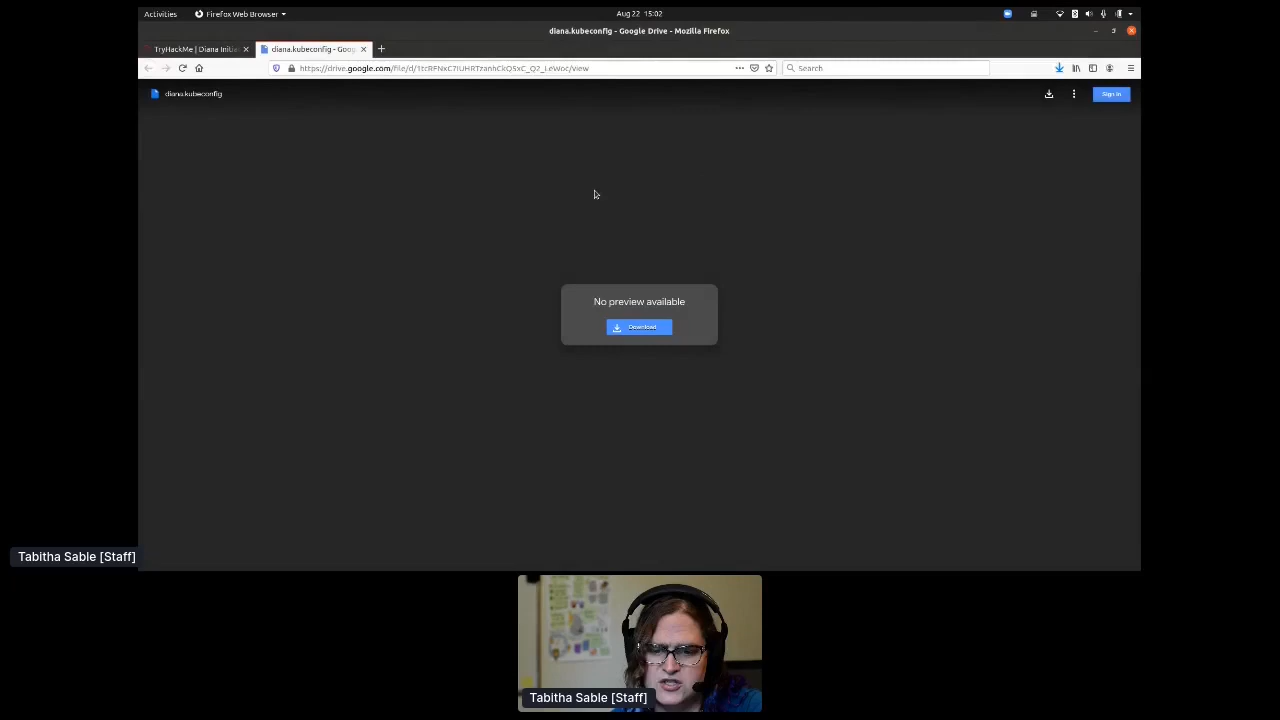 Activities
Firefox Web Browser
Aug 22 15:02
diana.kubeconfig - Google Drive - Mozilla Firefox
TryHackMe | Diana Initia
diana.kubeconfig - Goog
Search
diana.kubeconfig
Sign in
No preview available
Download
Tabitha Sable [Staff]
Tabitha Sable [Staff]